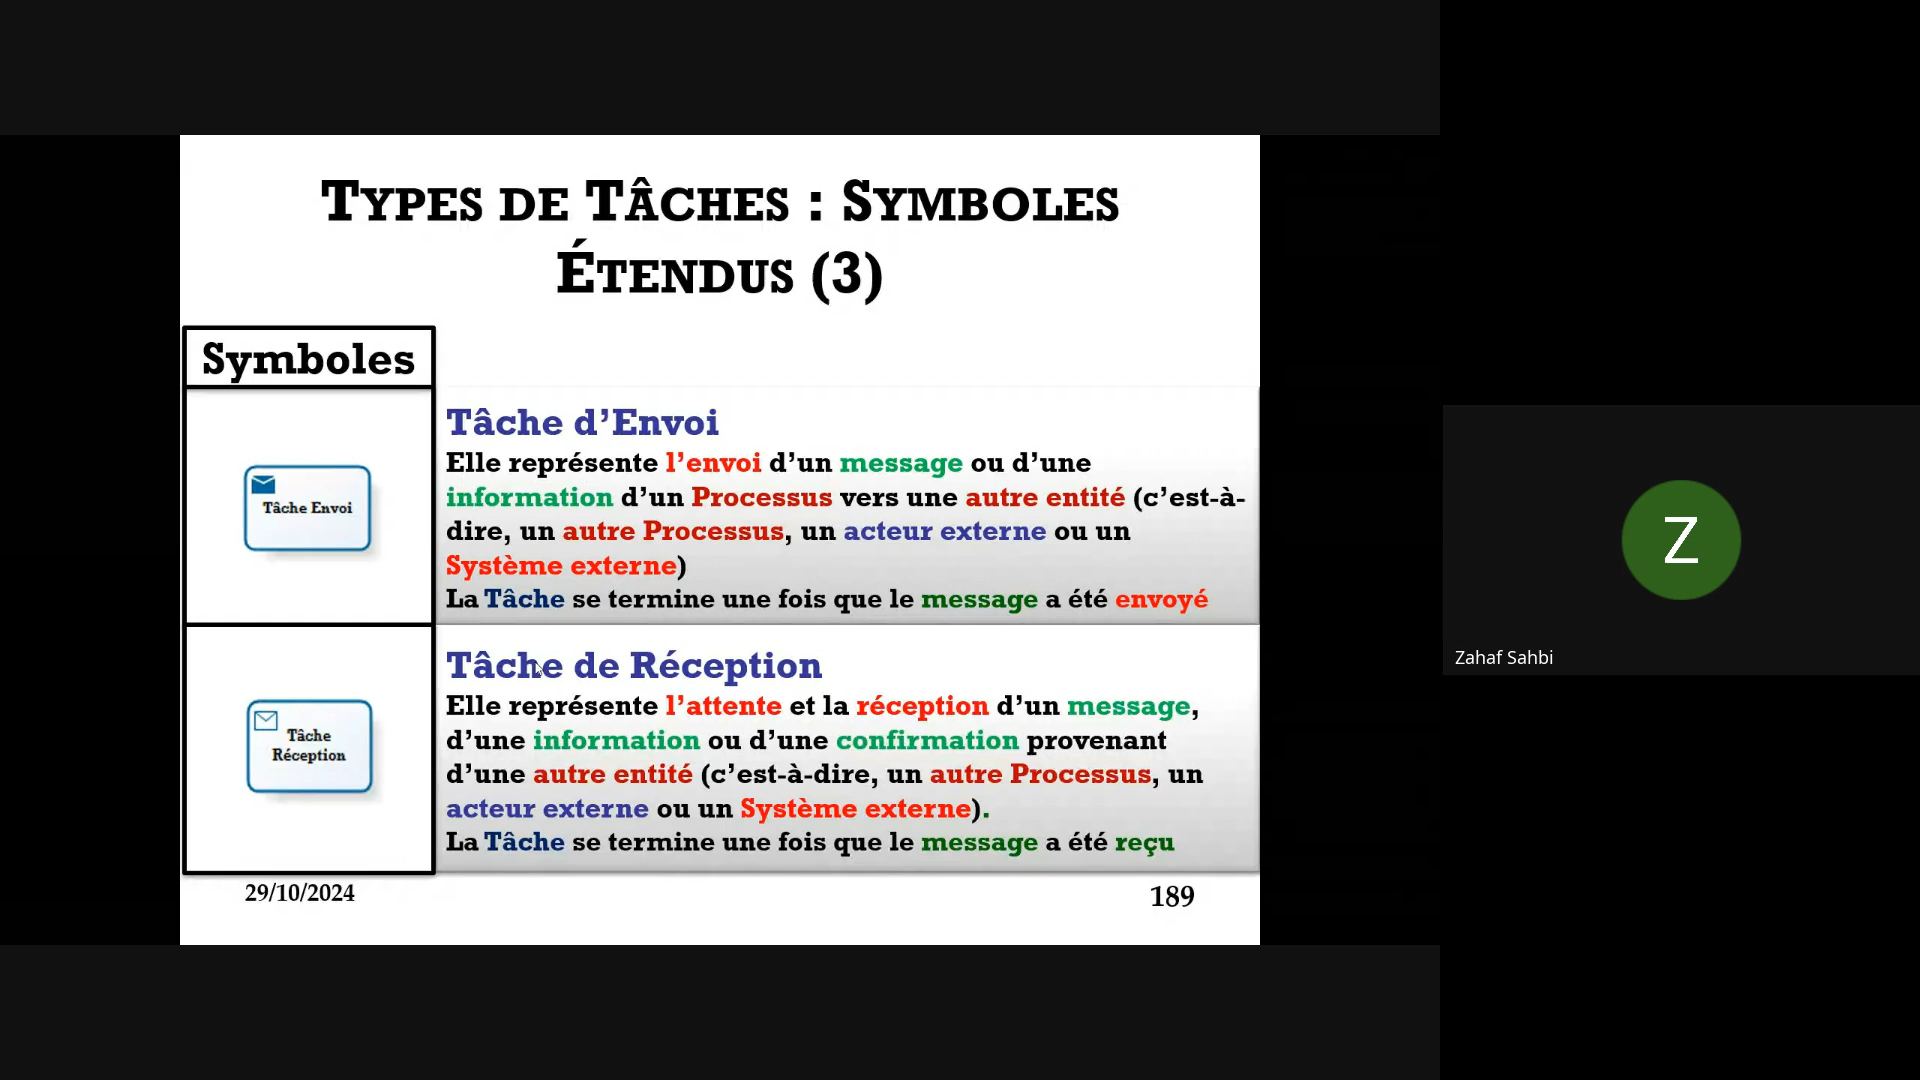 Types de Tâches : Symboles
Étendus (3)
Symboles
Tâche Envoi
Tâche d’Envoi
Elle représente l’envoi d’un message ou d’une
information d’un Processus vers une autre entité (c’est-à-
dire, un autre Processus, un acteur externe ou un
Système externe)
La Tâche se termine une fois que le message a été envoyé
Tâche
Réception
Tâche de Réception
Elle représente l’attente et la réception d’un message,
d’une information ou d’une confirmation provenant
d’une autre entité (c’est-à-dire, un autre Processus, un
acteur externe ou un Système externe).
La Tâche se termine une fois que le message a été reçu
29/10/2024
189
Z
Zahaf Sahbi